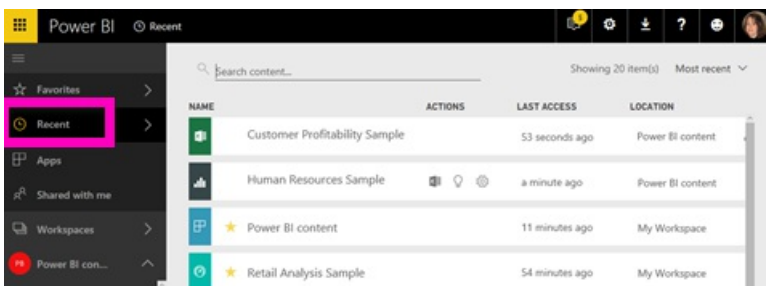 Power BI Recent 5 ?
Search content... Showing 20 item(s) Most recent
Favorites
NAME ACTIONS LAST ACCESS LOCATION
Recent
Customer Profitability Sample 53 seconds ago Power BI content
Apps
Human Resources Sample a minute ago Power BI content
Shared with me
Workspaces
Power BI content 11 minutes ago My Workspace
PB Power BI con...
Retail Analysis Sample 54 minutes ago My Workspace